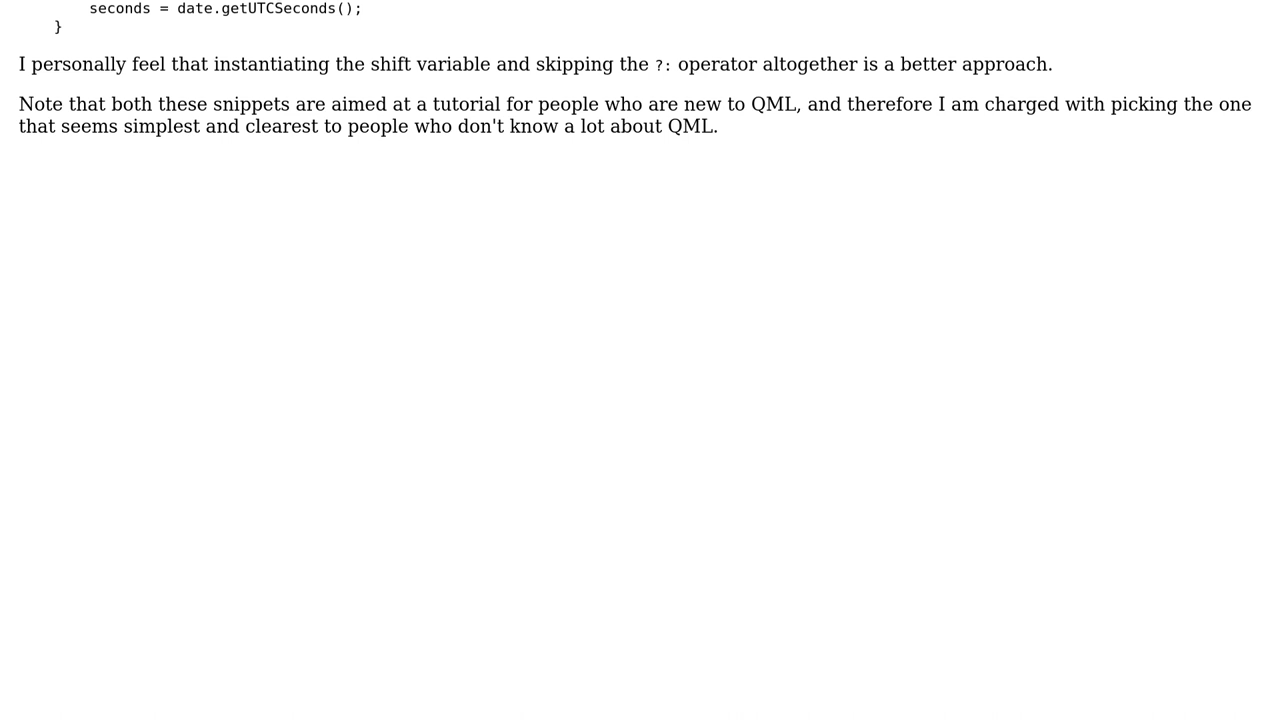 seconds = date.getUTCSeconds();
}
I personally feel that instantiating the shift variable and skipping the ?: operator altogether is a better approach.
Note that both these snippets are aimed at a tutorial for people who are new to QML, and therefore I am charged with picking the one
that seems simplest and clearest to people who don't know a lot about QML.